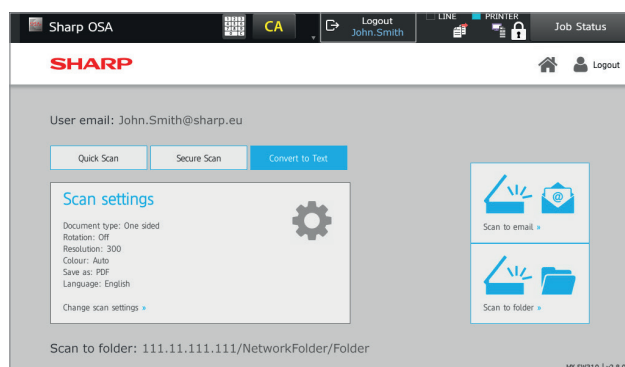 Sharp OSA
CA
Logout
John.Smith
LINE
PRINTER
Job Status
SHARP
Logout
User email: John.Smith@sharp.eu
Quick Scan
Secure Scan
Convert to Text
Scan settings
Document type: One sided
Rotation: Off
Resolution: 300
Colour: Auto
Save as: PDF
Language: English
Change scan settings »
@
Scan to email »
Scan to folder »
Scan to folder: 111.11.111.111/NetworkFolder/Folder